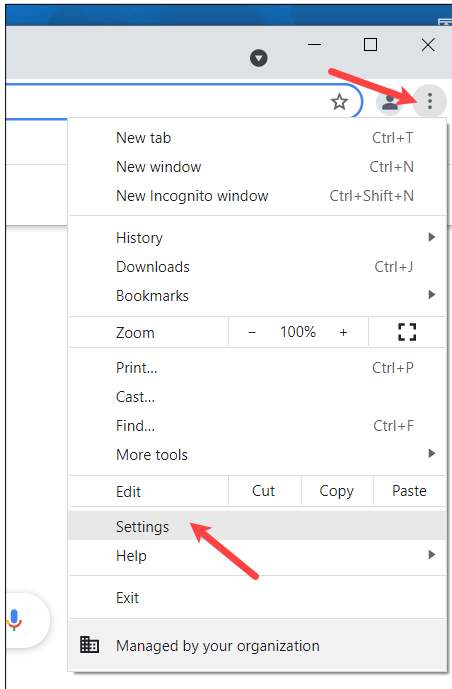 New tab Ctrl+T
New window Ctrl+N
New Incognito window Ctrl+Shift+N
History
Downloads Ctrl+J
Bookmarks
Zoom − 100% +
Print... Ctrl+P
Cast...
Find... Ctrl+F
More tools
Edit Cut Copy Paste
Settings
Help
Exit
Managed by your organization